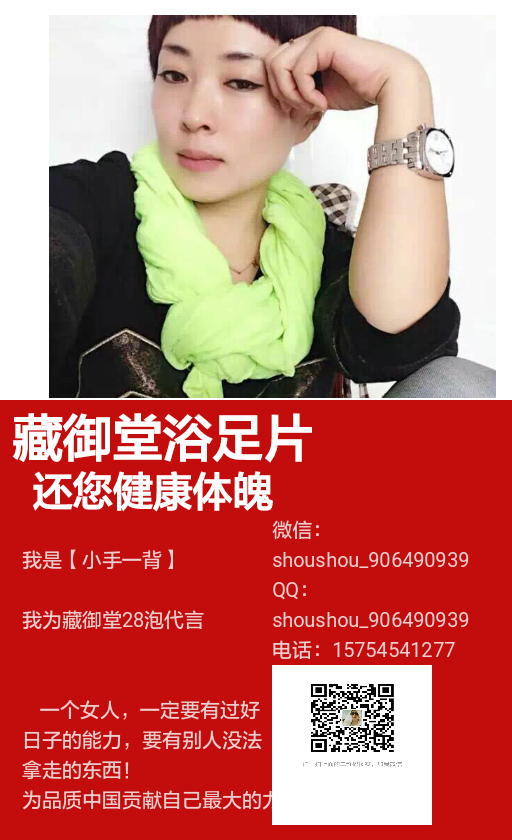 藏御堂浴足片
还您健康体魄
我是【小手一背】
我为藏御堂28泡代言
微信：
shoushou_906490939
QQ：
shoushou_906490939
电话：15754541277
一个女人，一定要有过好
日子的能力，要有别人没法
拿走的东西！
为品质中国贡献自己最大的